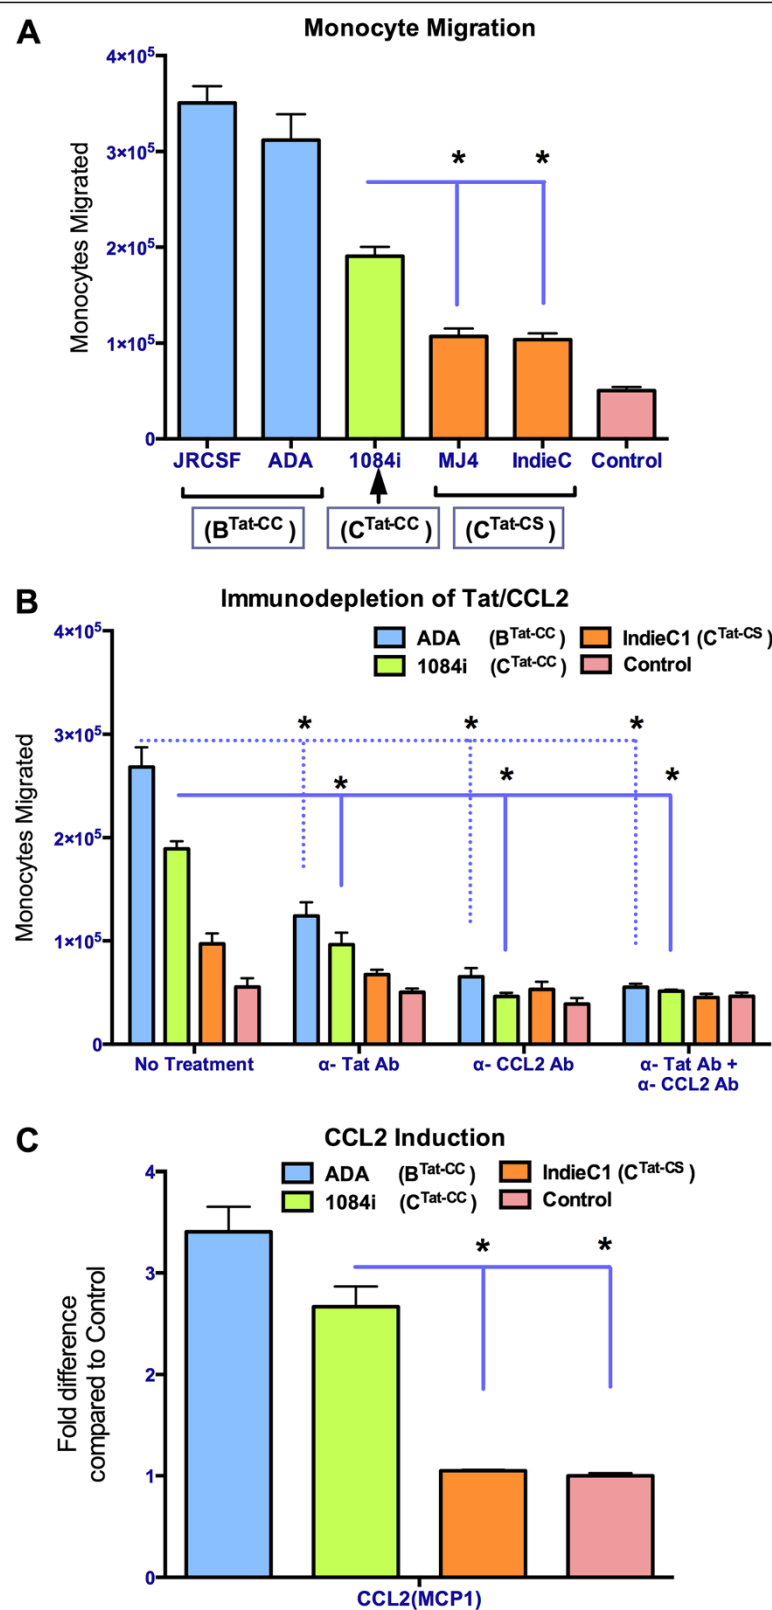 A
Monocyte Migration
Monocytes Migrated
4×10⁵
3×10⁵
2×10⁵
1×10⁵
0
* *
JRCSF ADA 1084i MJ4 IndieC Control
(B^Tat-CC ) (C^Tat-CC ) (C^Tat-CS )
B
Immunodepletion of Tat/CCL2
ADA (B^Tat-CC ) IndieC1 (C^Tat-CS )
1084i (C^Tat-CC ) Control
Monocytes Migrated
4×10⁵
3×10⁵
2×10⁵
1×10⁵
0
* * *
* * *
No Treatment α- Tat Ab α- CCL2 Ab α- Tat Ab +
α- CCL2 Ab
C
CCL2 Induction
ADA (B^Tat-CC ) IndieC1 (C^Tat-CS )
1084i (C^Tat-CC ) Control
Fold difference
compared to Control
4
3
2
1
0
* *
CCL2(MCP1)